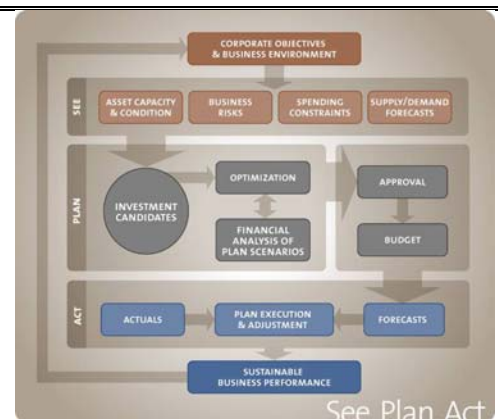 CORPORATE OBJECTIVES
& BUSINESS ENVIRONMENT
SEE
ASSET CAPACITY
& CONDITION
BUSINESS
RISKS
SPENDING
CONSTRAINTS
SUPPLY/DEMAND
FORECASTS
PLAN
INVESTMENT
CANDIDATES
OPTIMIZATION
FINANCIAL
ANALYSIS OF
PLAN SCENARIOS
APPROVAL
BUDGET
ACT
ACTUALS
PLAN EXECUTION
& ADJUSTMENT
FORECASTS
SUSTAINABLE
BUSINESS PERFORMANCE
See Plan Act